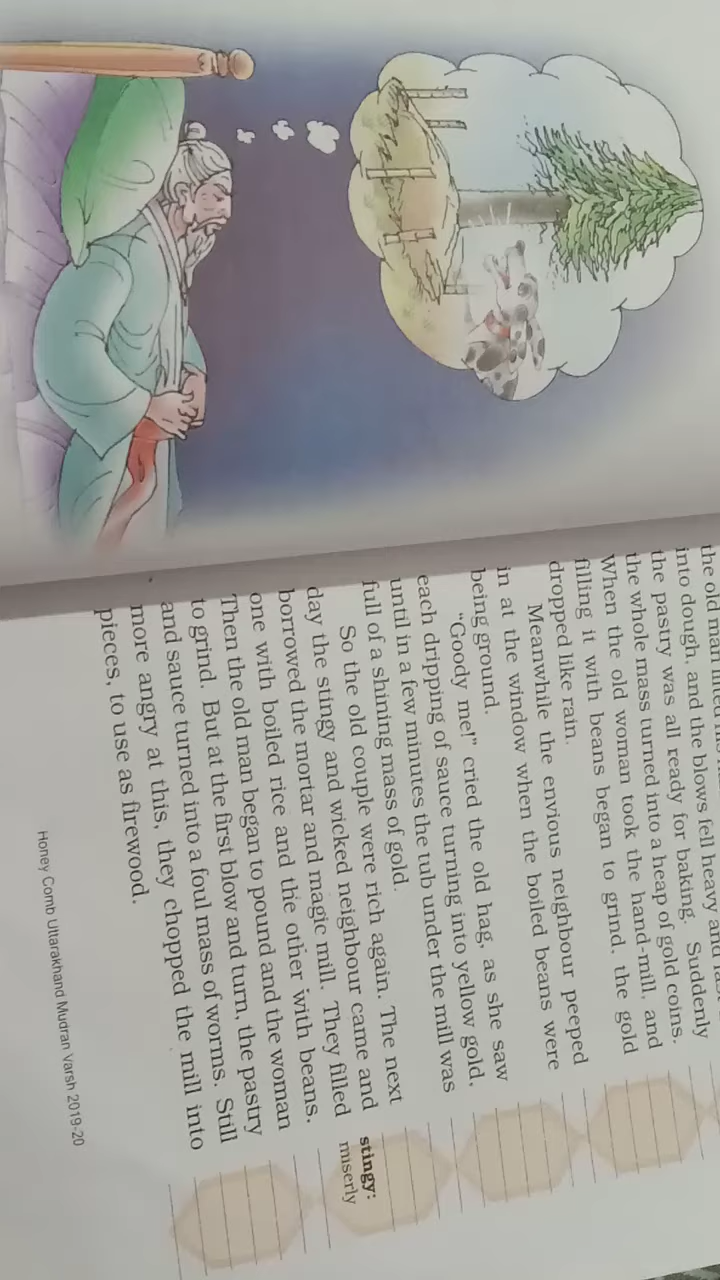 the old man
into dough, and the blows fell heavy and
the pastry was all ready for baking. Suddenly
the whole mass turned into a heap of gold coins.
When the old woman took the hand-mill, and
filling it with beans began to grind, the gold
dropped like rain.
Meanwhile the envious neighbour peeped
in at the window when the boiled beans were
being ground.
"Goody me!" cried the old hag, as she saw
each dripping of sauce turning into yellow gold,
until in a few minutes the tub under the mill was
full of a shining mass of gold.
So the old couple were rich again. The next
day the stingy and wicked neighbour came and
borrowed the mortar and magic mill. They filled
one with boiled rice and the other with beans.
Then the old man began to pound and the woman
to grind. But at the first blow and turn, the pastry
and sauce turned into a foul mass of worms. Still
more angry at this, they chopped the mill into
pieces, to use as firewood.
stingy:
miserly
Honey Comb Uttarakhand Mudran Varsh 2019-20